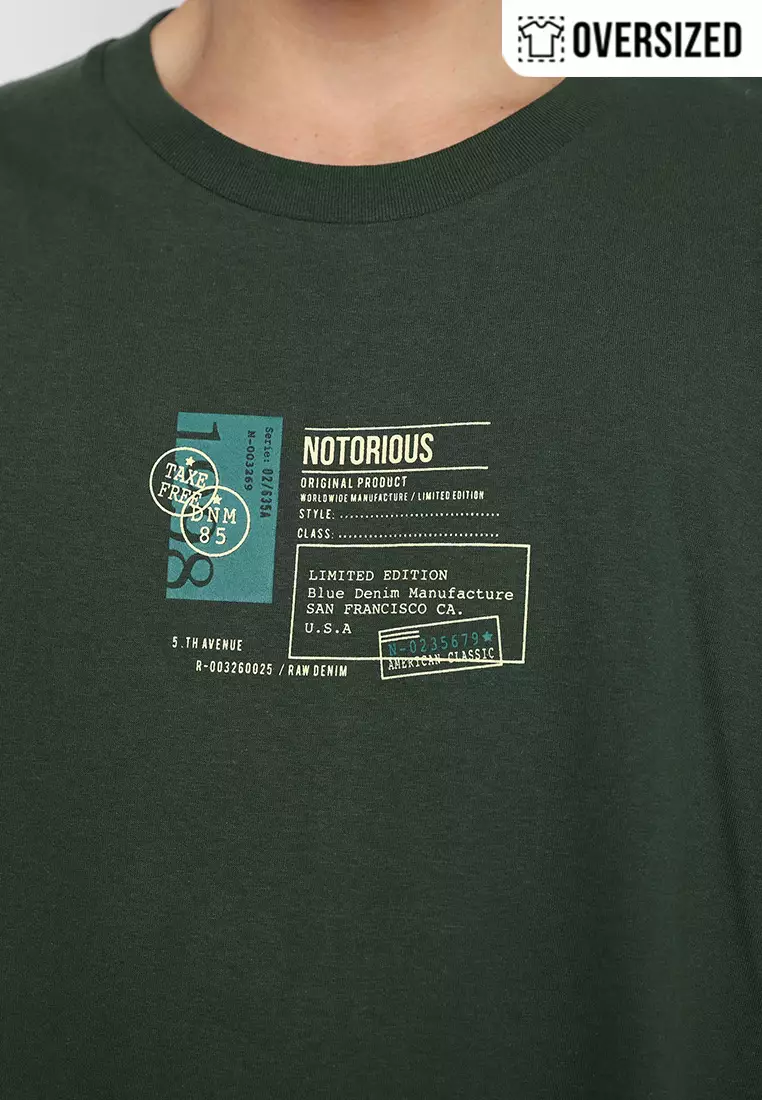 OVERSIZED
NOTORIOUS
ORIGINAL PRODUCT
WORLDWIDE MANUFACTURE / LIMITED EDITION
STYLE:
CLASS:
Serie: 02/635A
N-003269
TAXE
FREE
DNM
85
LIMITED EDITION
Blue Denim Manufacture
SAN FRANCISCO CA.
U.S.A
N-0235679★
AMERICAN CLASSIC
5.TH AVENUE
R-003260025 / RAW DENIM